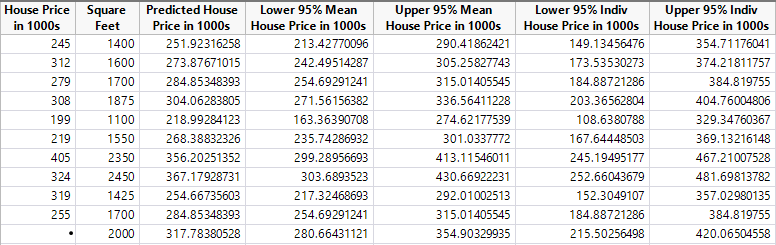 House Price in 1000s Square Feet Predicted House Price in 1000s Lower 95% Mean House Price in 1000s Upper 95% Mean House Price in 1000s Lower 95% Indiv House Price in 1000s Upper 95% Indiv House Price in 1000s
245 1400 251.92316258 213.42770096 290.41862421 149.13456476 354.71176041
312 1600 273.87671015 242.49514287 305.25827743 173.53530273 374.21811757
279 1700 284.85348393 254.69291241 315.01405545 184.88721286 384.819755
308 1875 304.06283805 271.56156382 336.56411228 203.36562804 404.76004806
199 1100 218.99284123 163.36390708 274.62177539 108.6380788 329.34760367
219 1550 268.38832326 235.74286932 301.0337772 167.64448503 369.13216148
405 2350 356.20251352 299.28956693 413.11546011 245.19495177 467.21007528
324 2450 367.17928731 303.6893523 430.66922231 252.66043679 481.69813782
319 1425 254.66735603 217.32468693 292.01002513 152.3049107 357.02980135
255 1700 284.85348393 254.69291241 315.01405545 184.88721286 384.819755
• 2000 317.78380528 280.66431121 354.90329935 215.50256498 420.06504558